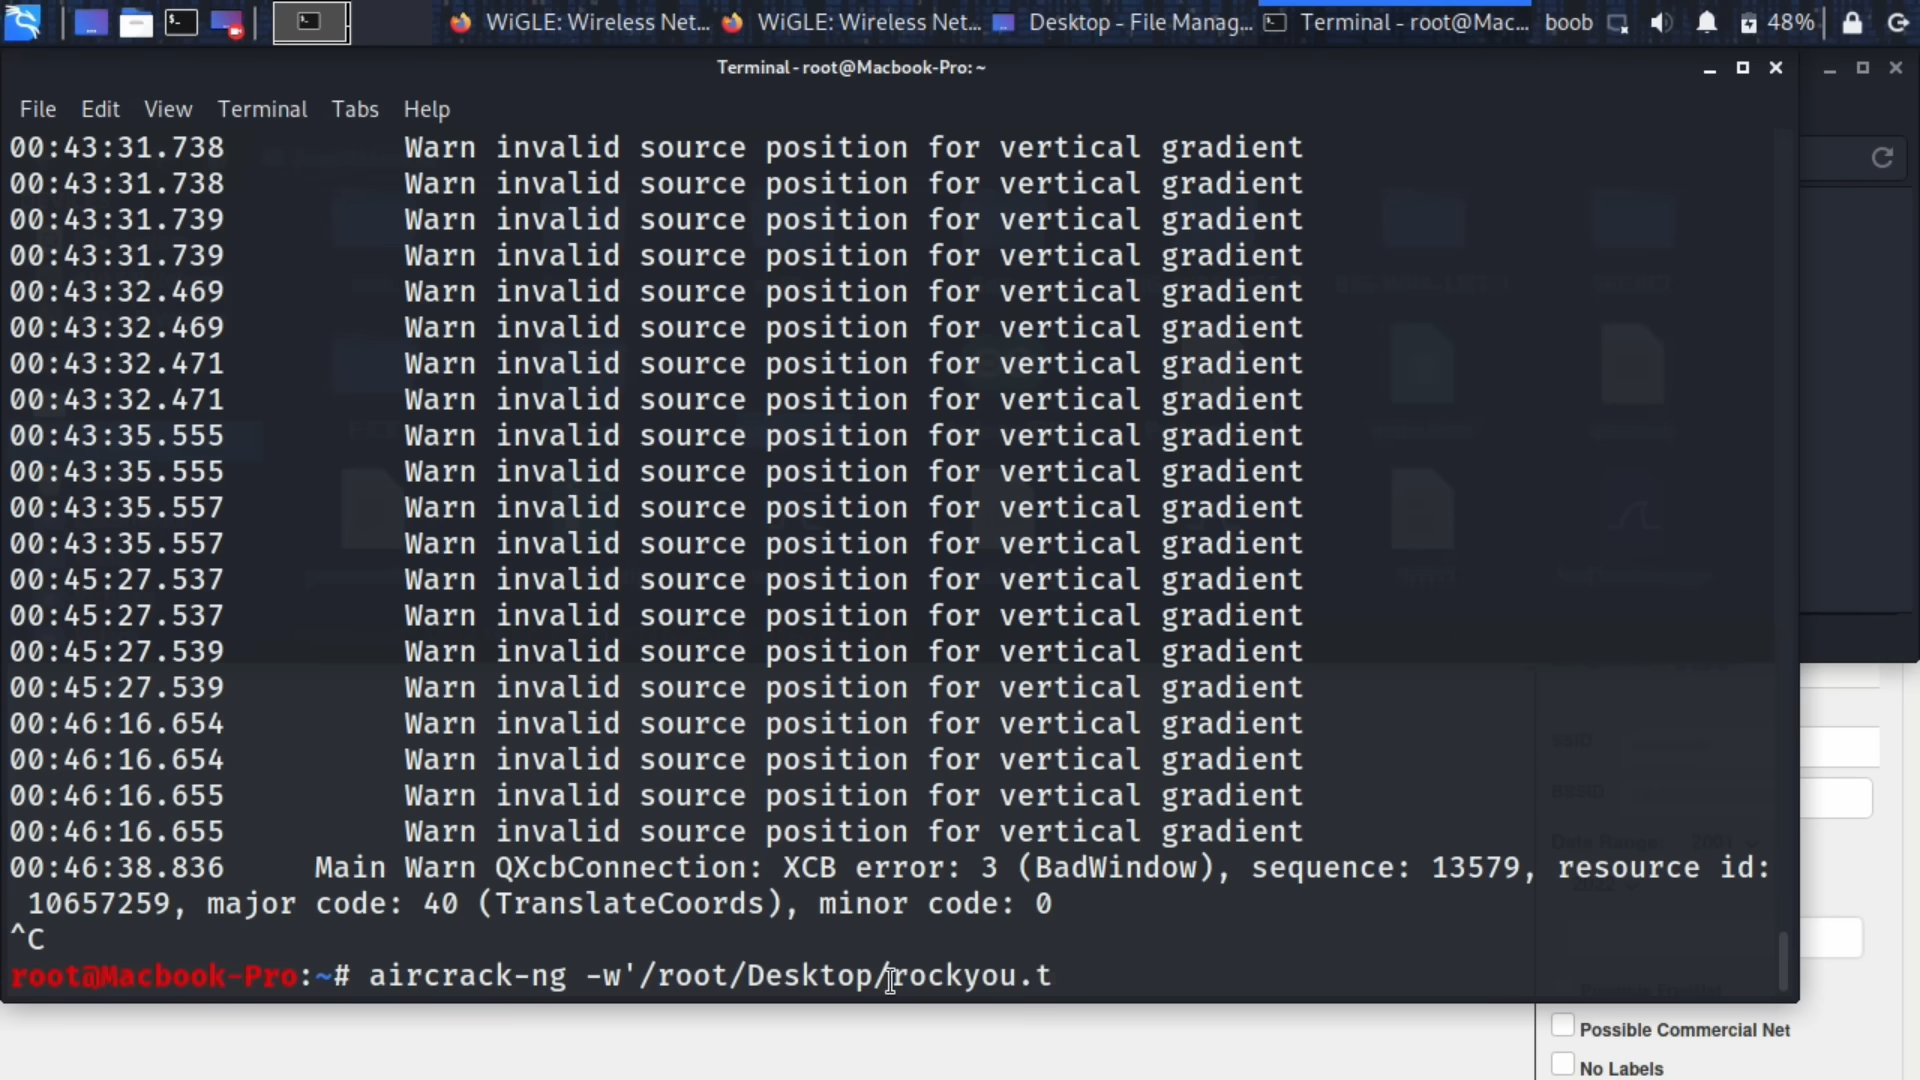 WiGLE: Wireless Net... WiGLE: Wireless Net... Desktop - File Manag... Terminal - root@Mac... boob 48%
Terminal - root@Macbook-Pro: ~
File Edit View Terminal Tabs Help
00:43:31.738 Warn invalid source position for vertical gradient
00:43:31.738 Warn invalid source position for vertical gradient
00:43:31.739 Warn invalid source position for vertical gradient
00:43:31.739 Warn invalid source position for vertical gradient
00:43:32.469 Warn invalid source position for vertical gradient
00:43:32.469 Warn invalid source position for vertical gradient
00:43:32.471 Warn invalid source position for vertical gradient
00:43:32.471 Warn invalid source position for vertical gradient
00:43:35.555 Warn invalid source position for vertical gradient
00:43:35.555 Warn invalid source position for vertical gradient
00:43:35.557 Warn invalid source position for vertical gradient
00:43:35.557 Warn invalid source position for vertical gradient
00:45:27.537 Warn invalid source position for vertical gradient
00:45:27.537 Warn invalid source position for vertical gradient
00:45:27.539 Warn invalid source position for vertical gradient
00:45:27.539 Warn invalid source position for vertical gradient
00:46:16.654 Warn invalid source position for vertical gradient
00:46:16.654 Warn invalid source position for vertical gradient
00:46:16.655 Warn invalid source position for vertical gradient
00:46:16.655 Warn invalid source position for vertical gradient
00:46:38.836 Main Warn QXcbConnection: XCB error: 3 (BadWindow), sequence: 13579, resource id:
10657259, major code: 40 (TranslateCoords), minor code: 0
^C
root@Macbook-Pro:~# aircrack-ng -w'/root/Desktop/rockyou.t
SSID
BSSID
Date Range: 2001
2022
Possible Commercial Net
No Labels